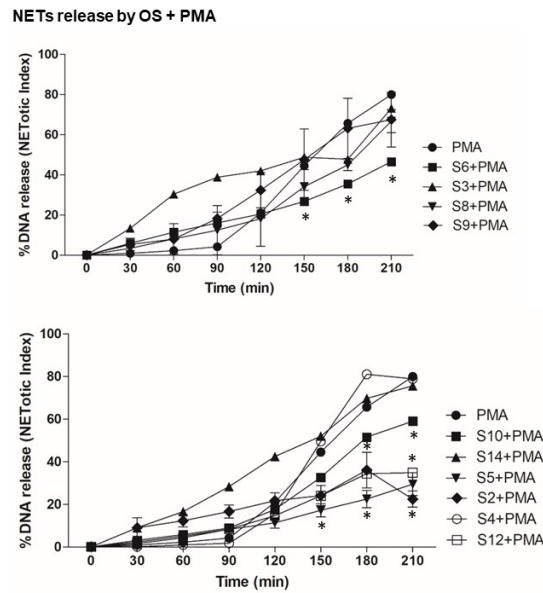 NETs release by OS + PMA
%DNA release (NETotic Index)
100
80
60
40
20
0
0 30 60 90 120 150 180 210
Time (min)
* * *
PMA
S6+PMA
S3+PMA
S8+PMA
S9+PMA
%DNA release (NETotic Index)
100
80
60
40
20
0
0 30 60 90 120 150 180 210
Time (min)
* * * * * *
PMA
S10+PMA
S14+PMA
S5+PMA
S2+PMA
S4+PMA
S12+PMA